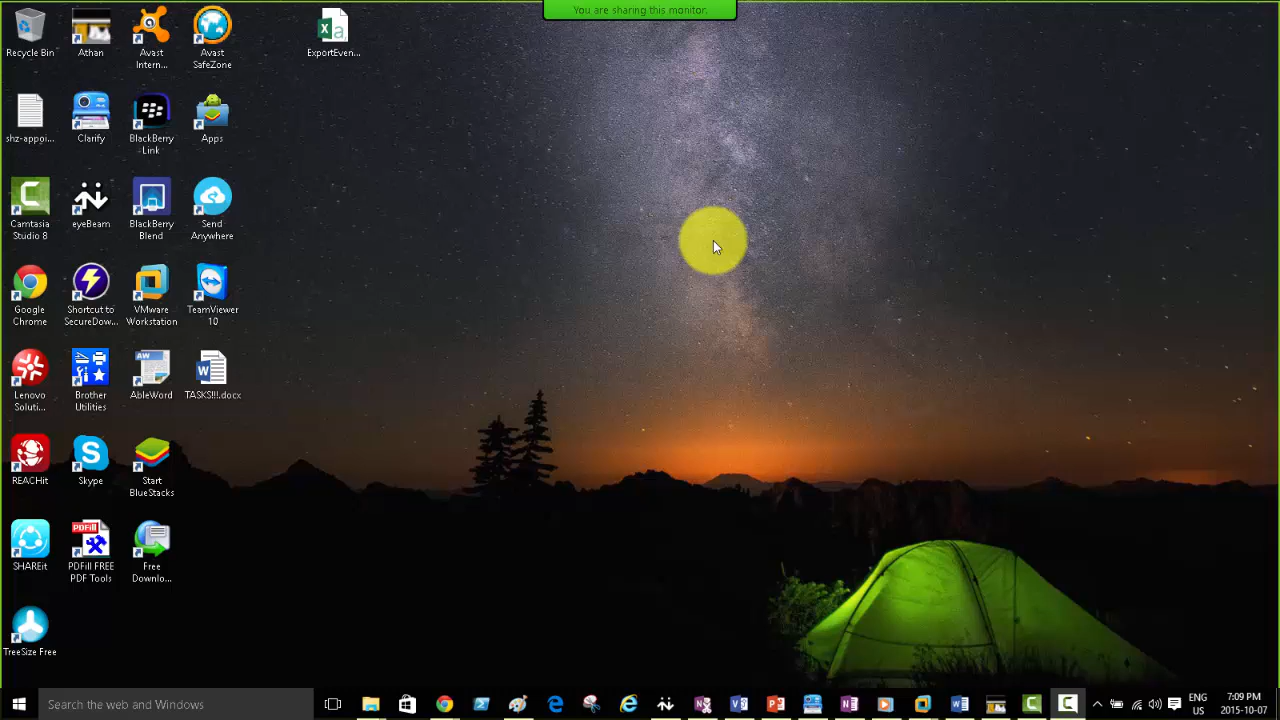 You are sharing this monitor.
Recycle Bin
Athan
Avast
Intern...
Avast
SafeZone
ExportEven...
shz-appoi...
Clarify
BlackBerry
Link
Apps
Camtasia
Studio 8
eyeBeam
BlackBerry
Blend
Send
Anywhere
Google
Chrome
Shortcut to
SecureDow...
VMware
Workstation
TeamViewer
10
Lenovo
Soluti...
Brother
Utilities
AW
AbleWord
TASKS!!!.docx
REACHit
Skype
Start
BlueStacks
SHAREit
PDFill
PDFill FREE
PDF Tools
Free
Downlo...
TreeSize Free
Search the web and Windows
ENG
US
7:09 PM
2015-10-07